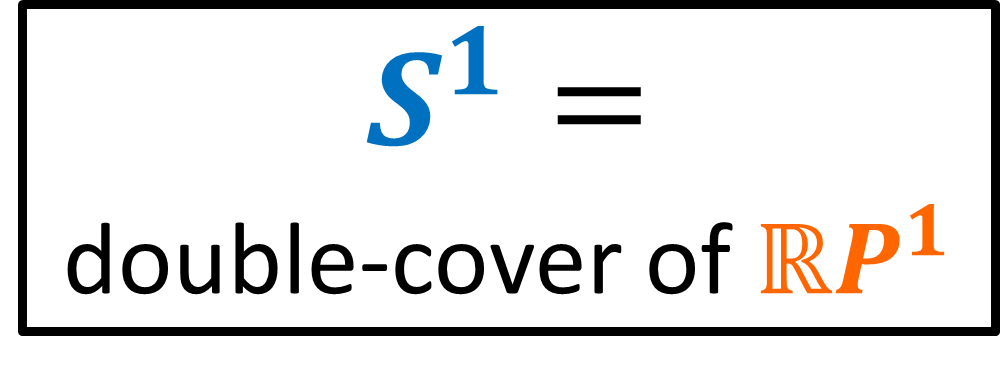 S¹ =
double-cover of ℝP¹